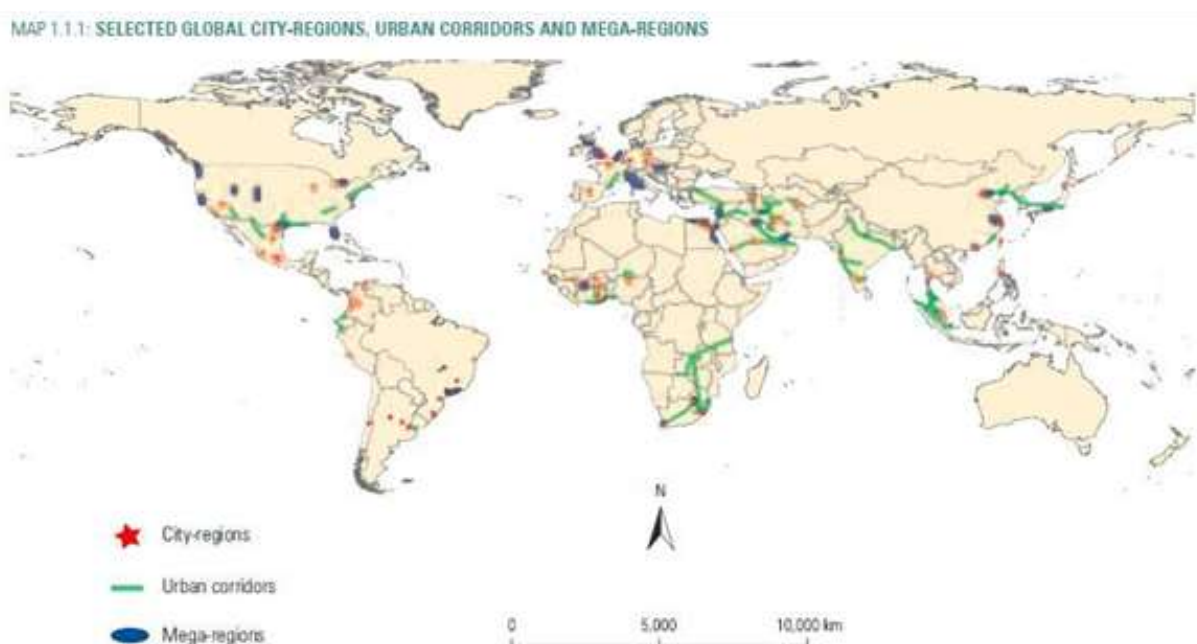 MAP 1.1.1: SELECTED GLOBAL CITY-REGIONS, URBAN CORRIDORS AND MEGA-REGIONS
N
City-regions
Urban corridors
Mega-regions
0 5,000 10,000 km